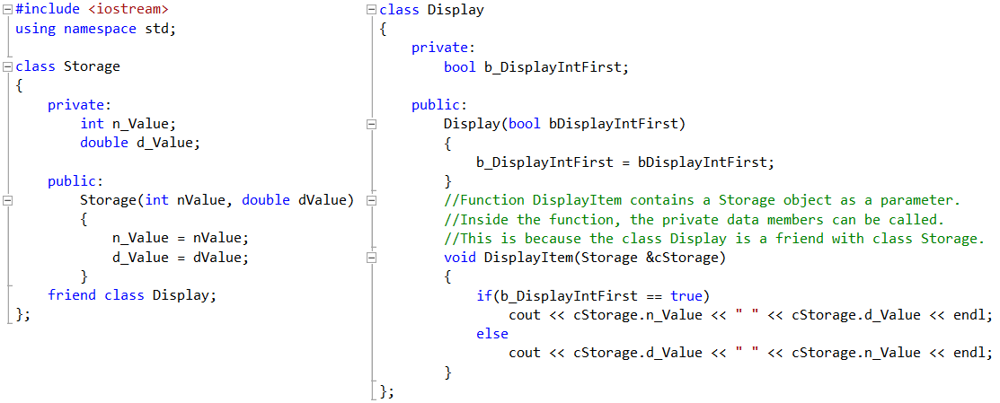 #include <iostream>
using namespace std;
class Storage
{
private:
int n_Value;
double d_Value;
public:
Storage(int nValue, double dValue)
{
n_Value = nValue;
d_Value = dValue;
}
friend class Display;
};
class Display
{
private:
bool b_DisplayIntFirst;
public:
Display(bool bDisplayIntFirst)
{
b_DisplayIntFirst = bDisplayIntFirst;
}
//Function DisplayItem contains a Storage object as a parameter.
//Inside the function, the private data members can be called.
//This is because the class Display is a friend with class Storage.
void DisplayItem(Storage &cStorage)
{
if(b_DisplayIntFirst == true)
cout << cStorage.n_Value << " " << cStorage.d_Value << endl;
else
cout << cStorage.d_Value << " " << cStorage.n_Value << endl;
}
};